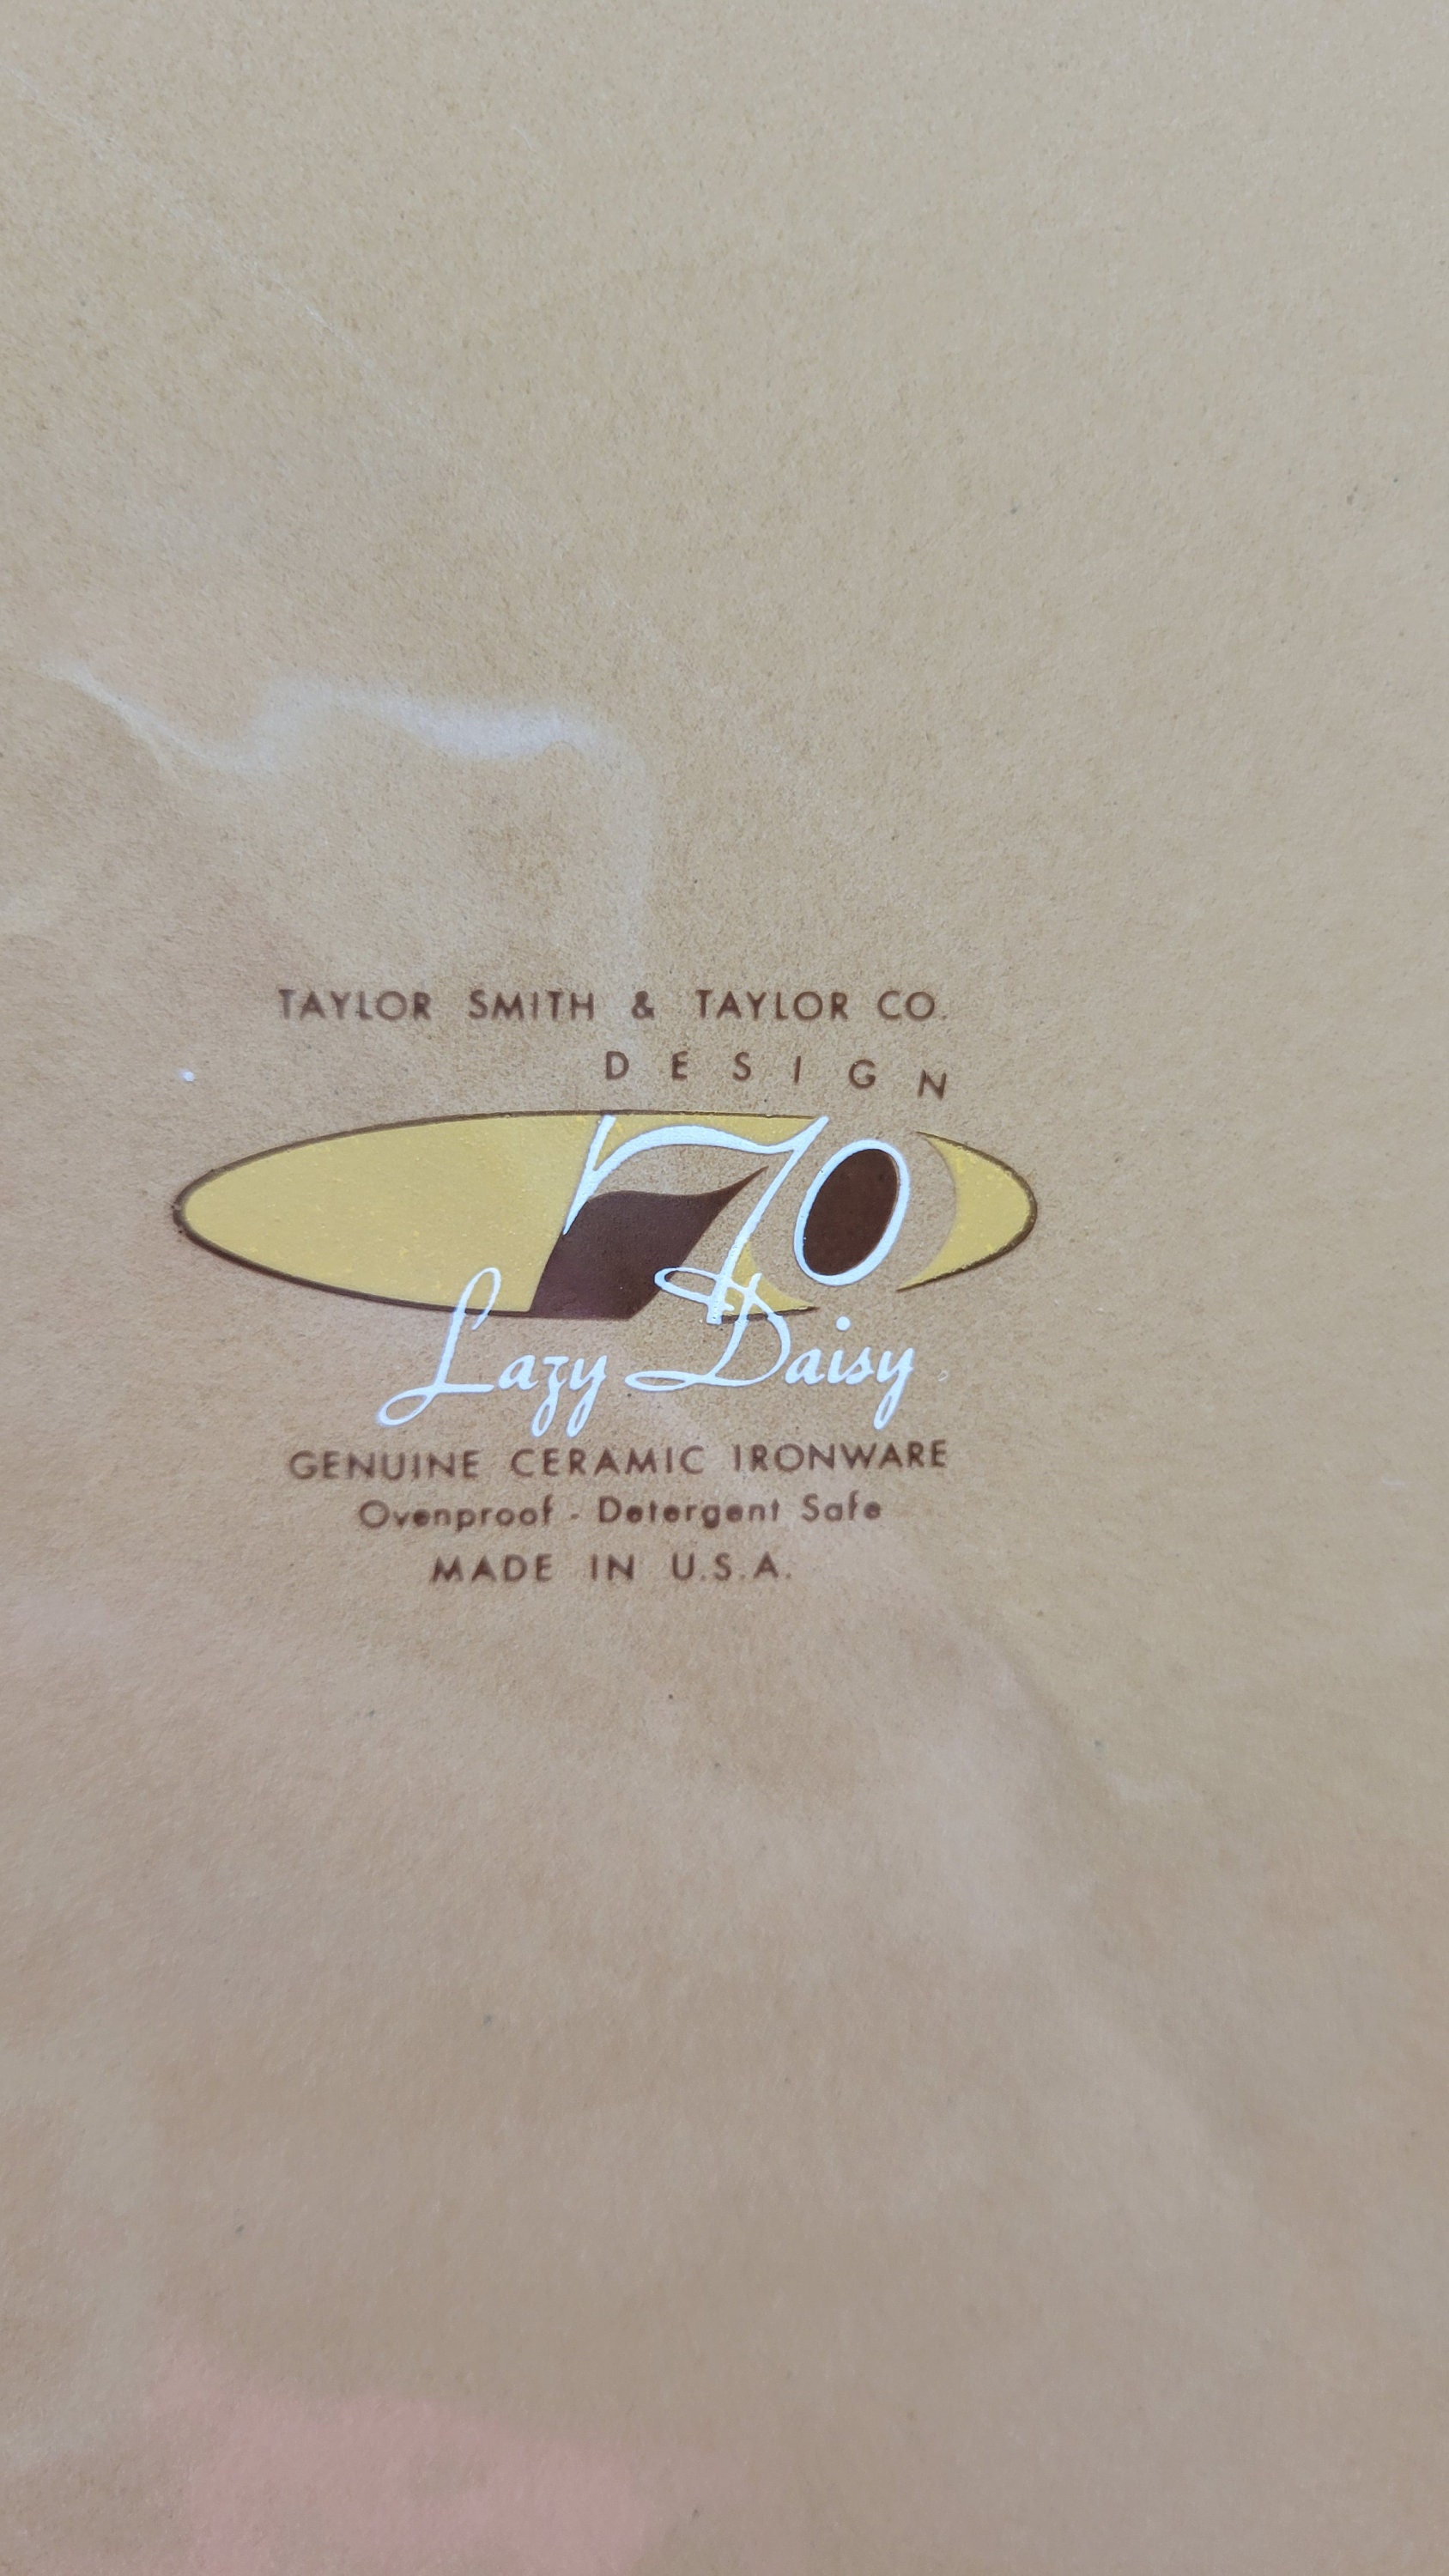 TAYLOR SMITH & TAYLOR CO.
DESIGN
70
Lazy Daisy
GENUINE CERAMIC IRONWARE
Ovenproof - Detergent Safe
MADE IN U.S.A.